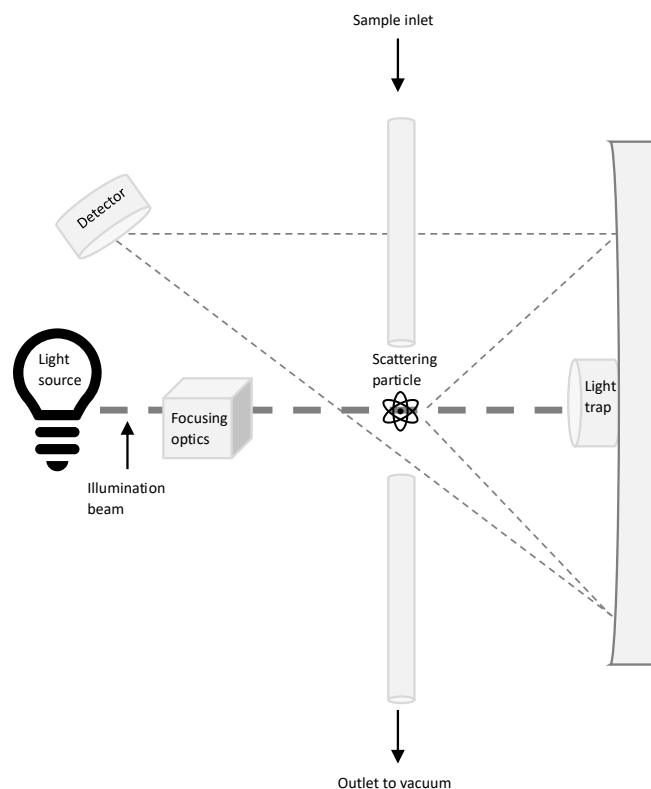 Sample inlet
Detector
Light
source
Scattering
particle
Light
trap
Focusing
optics
Illumination
beam
Outlet to vacuum